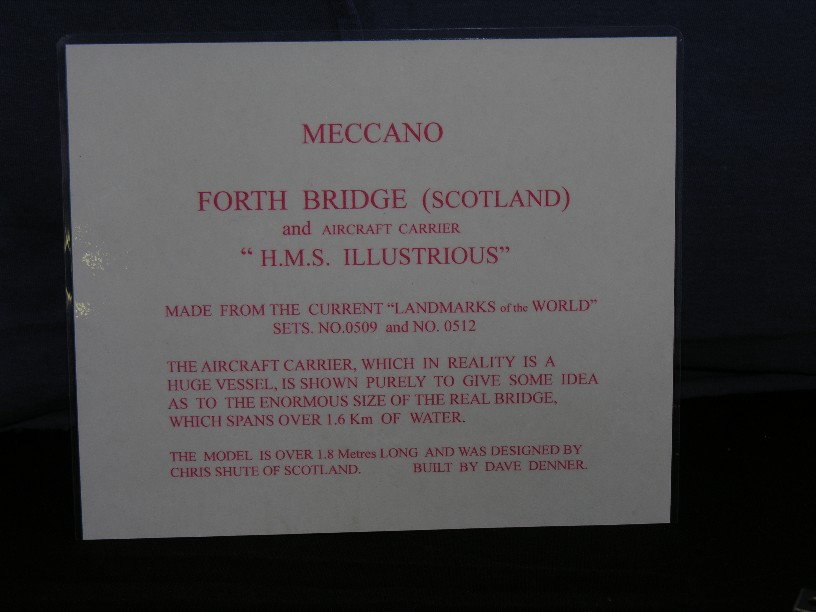 MECCANO
FORTH BRIDGE (SCOTLAND)
and AIRCRAFT CARRIER
“ H.M.S. ILLUSTRIOUS”
MADE FROM THE CURRENT “LANDMARKS of the WORLD”
SETS. NO.0509 and NO. 0512
THE AIRCRAFT CARRIER, WHICH IN REALITY IS A
HUGE VESSEL, IS SHOWN PURELY TO GIVE SOME IDEA
AS TO THE ENORMOUS SIZE OF THE REAL BRIDGE,
WHICH SPANS OVER 1.6 Km OF WATER.
THE MODEL IS OVER 1.8 Metres LONG AND WAS DESIGNED BY
CHRIS SHUTE OF SCOTLAND. BUILT BY DAVE DENNER.